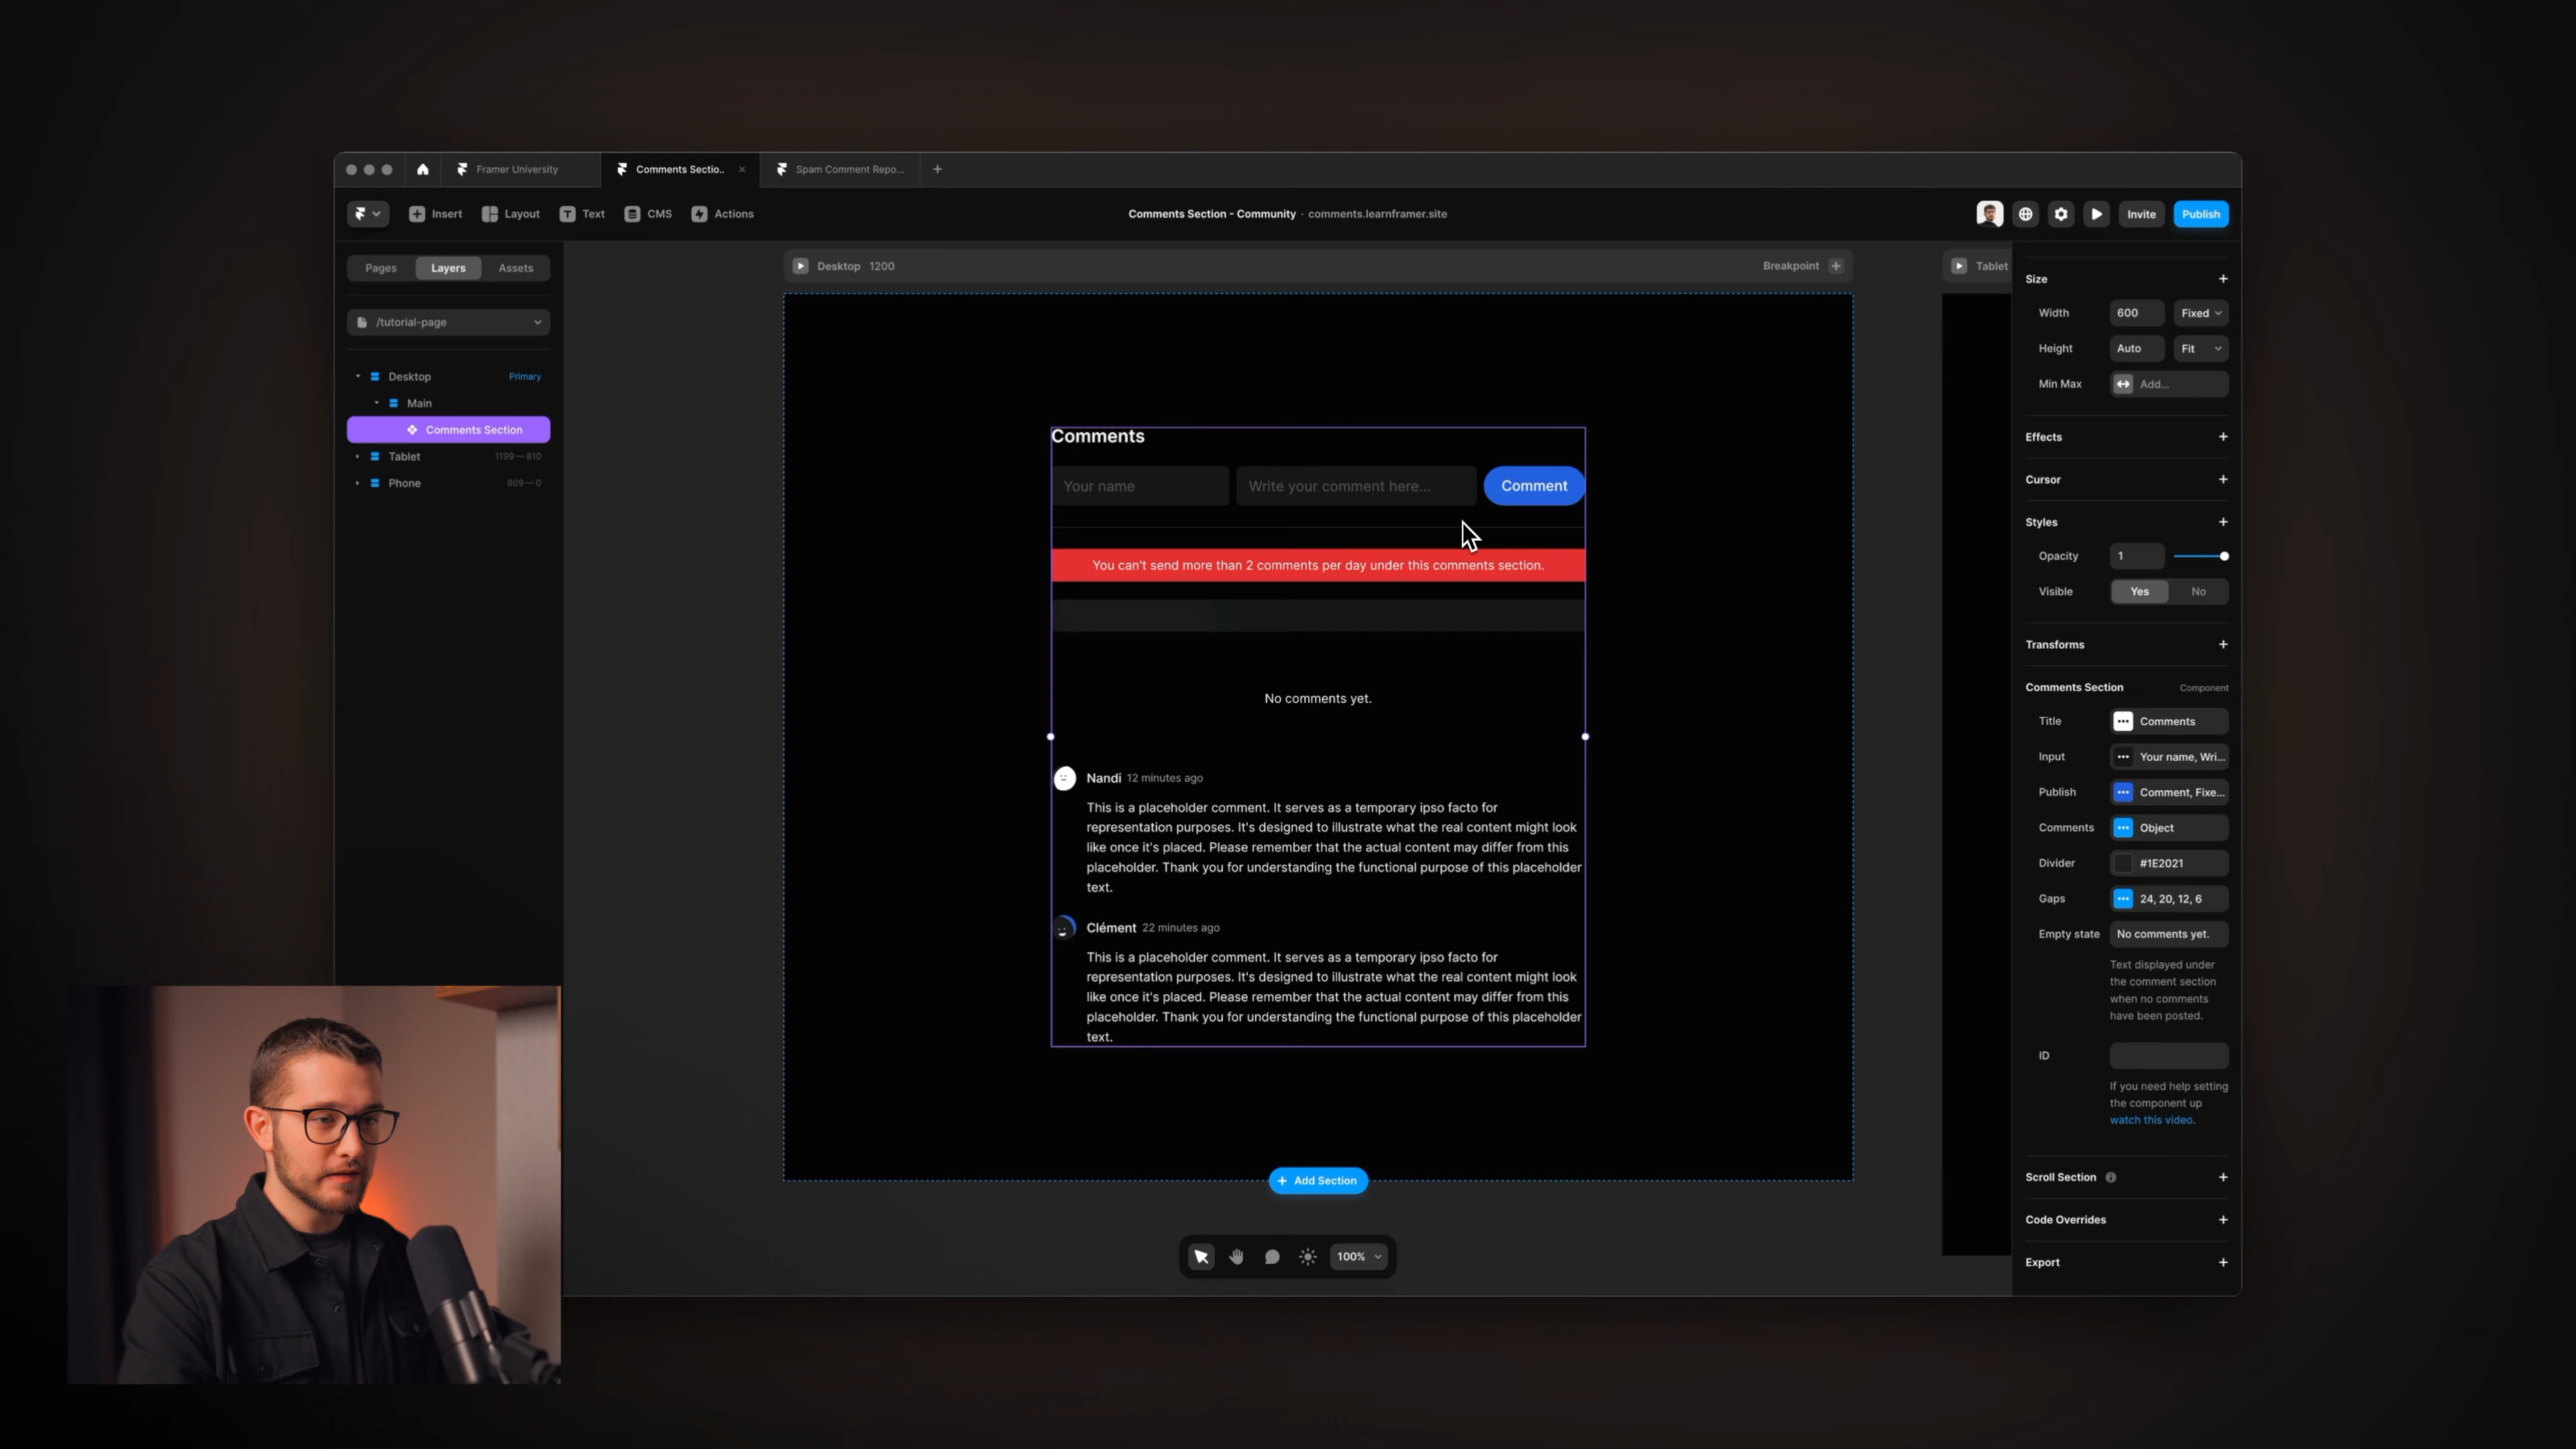 Framer University
Comments Sectio..
Spam Comment Repo...
Insert
Layout
Text
CMS
Actions
Comments Section - Community · comments.learnframer.site
Invite
Publish
Pages
Layers
Assets
/tutorial-page
Desktop
Primary
Main
Comments Section
Tablet
1199 — 810
Phone
809 — 0
Desktop 1200
Breakpoint
Tablet
Comments
Your name
Write your comment here...
Comment
You can't send more than 2 comments per day under this comments section.
No comments yet.
Nandi 12 minutes ago
This is a placeholder comment. It serves as a temporary ipso facto for
representation purposes. It's designed to illustrate what the real content might look
like once it's placed. Please remember that the actual content may differ from this
placeholder. Thank you for understanding the functional purpose of this placeholder
text.
Clément 22 minutes ago
This is a placeholder comment. It serves as a temporary ipso facto for
representation purposes. It's designed to illustrate what the real content might look
like once it's placed. Please remember that the actual content may differ from this
placeholder. Thank you for understanding the functional purpose of this placeholder
text.
Add Section
100%
Size
Width 600 Fixed
Height Auto Fit
Min Max Add...
Effects
Cursor
Styles
Opacity 1
Visible Yes No
Transforms
Comments Section Component
Title Comments
Input Your name, Wri...
Publish Comment, Fixe...
Comments Object
Divider #1E2021
Gaps 24, 20, 12, 6
Empty state No comments yet.
Text displayed under
the comment section
when no comments
have been posted.
ID
If you need help setting
the component up
watch this video.
Scroll Section
Code Overrides
Export